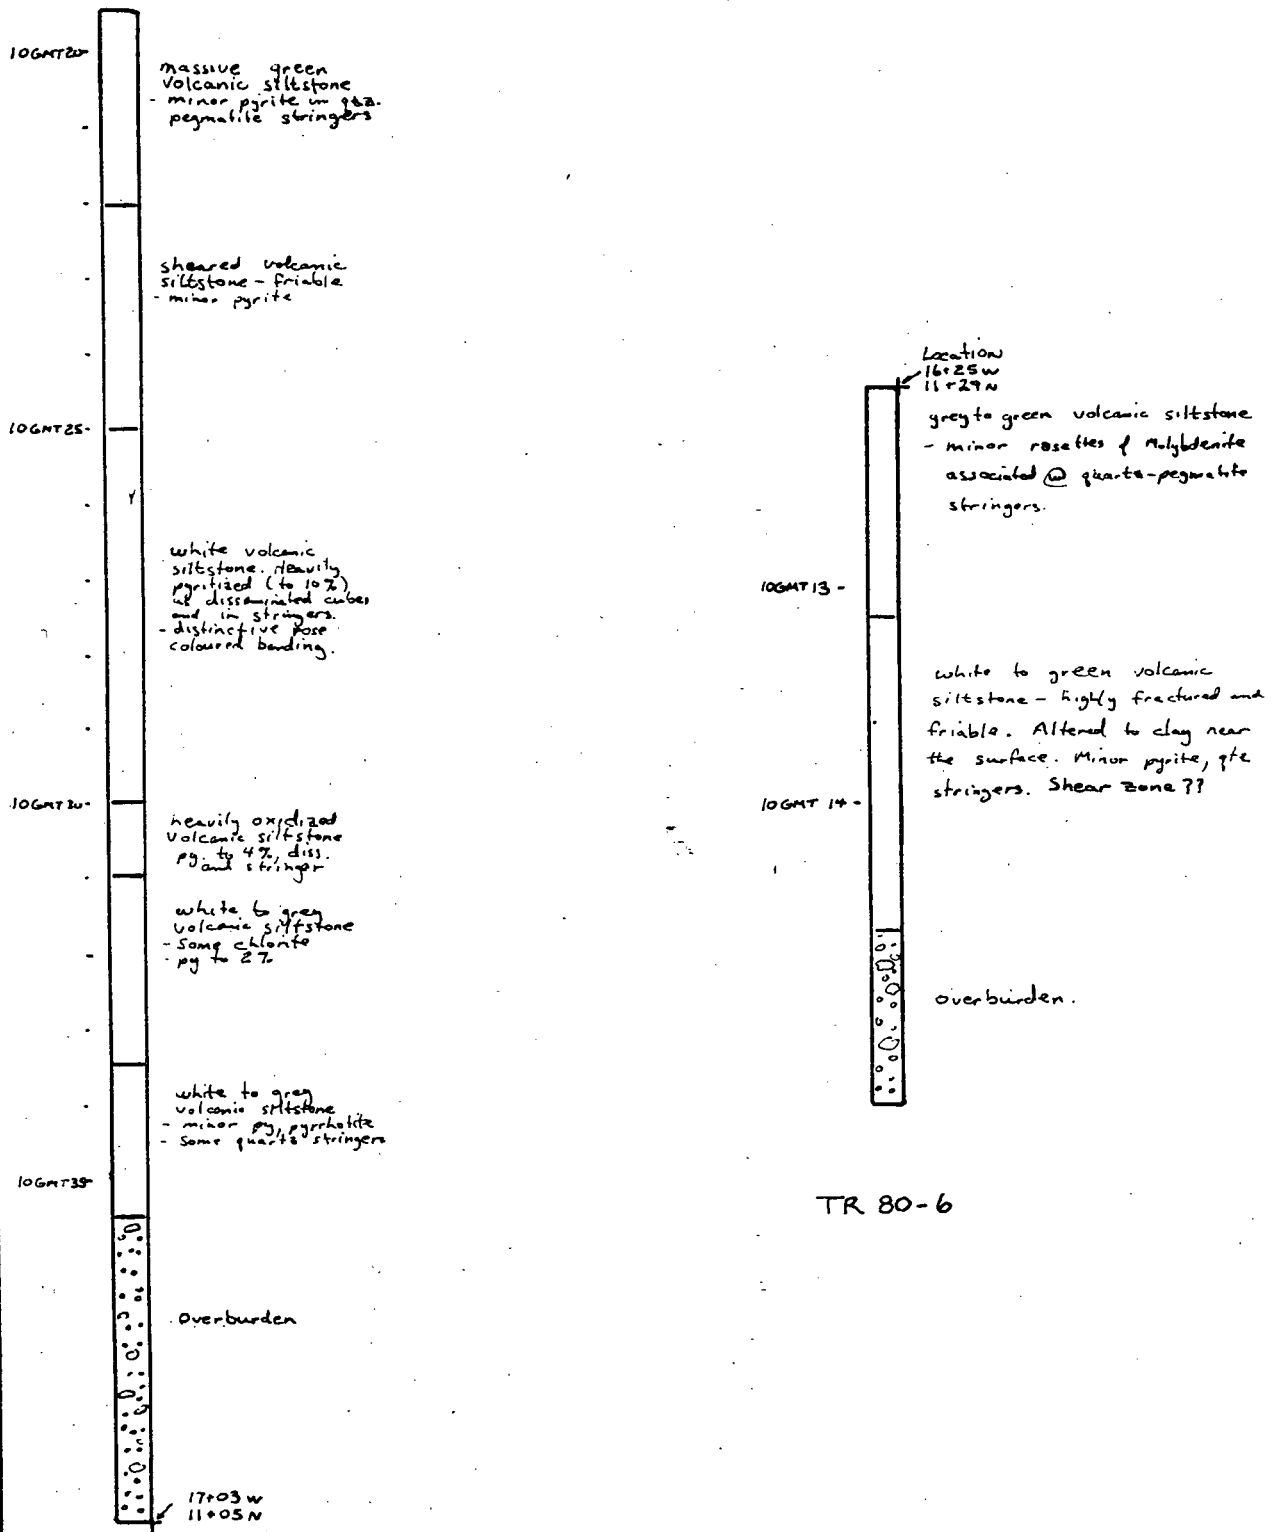 10GMT20-
massive green
volcanic siltstone
- minor pyrite in qtz.
pegmatite stringers
sheared volcanic
siltstone - friable
- minor pyrite
10GMT25-
white volcanic
siltstone. Heavily
pyritized (to 10%)
as disseminated cubes
and in stringers.
- distinctive rose
coloured banding.
10GMT30-
heavily oxidized
volcanic siltstone
py. to 4%, diss.
and stringer
white to grey
volcanic siltstone
- Some chlorite
- py to 2%
white to grey
volcanic siltstone
- minor py, pyrrhotite
- Some quartz stringers
10GMT35-
Overburden
17+03 W
11+05 N
Location
16+25 W
11+29 N
grey to green volcanic siltstone
- minor rosettes of Molybdenite
associated @ quartz-pegmatite
stringers.
10GMT 13 -
white to green volcanic
siltstone - highly fractured and
friable. Altered to clay near
the surface. Minor pyrite, qtz
stringers. Shear zone ??
10GMT 14 -
overburden.
TR 80-6